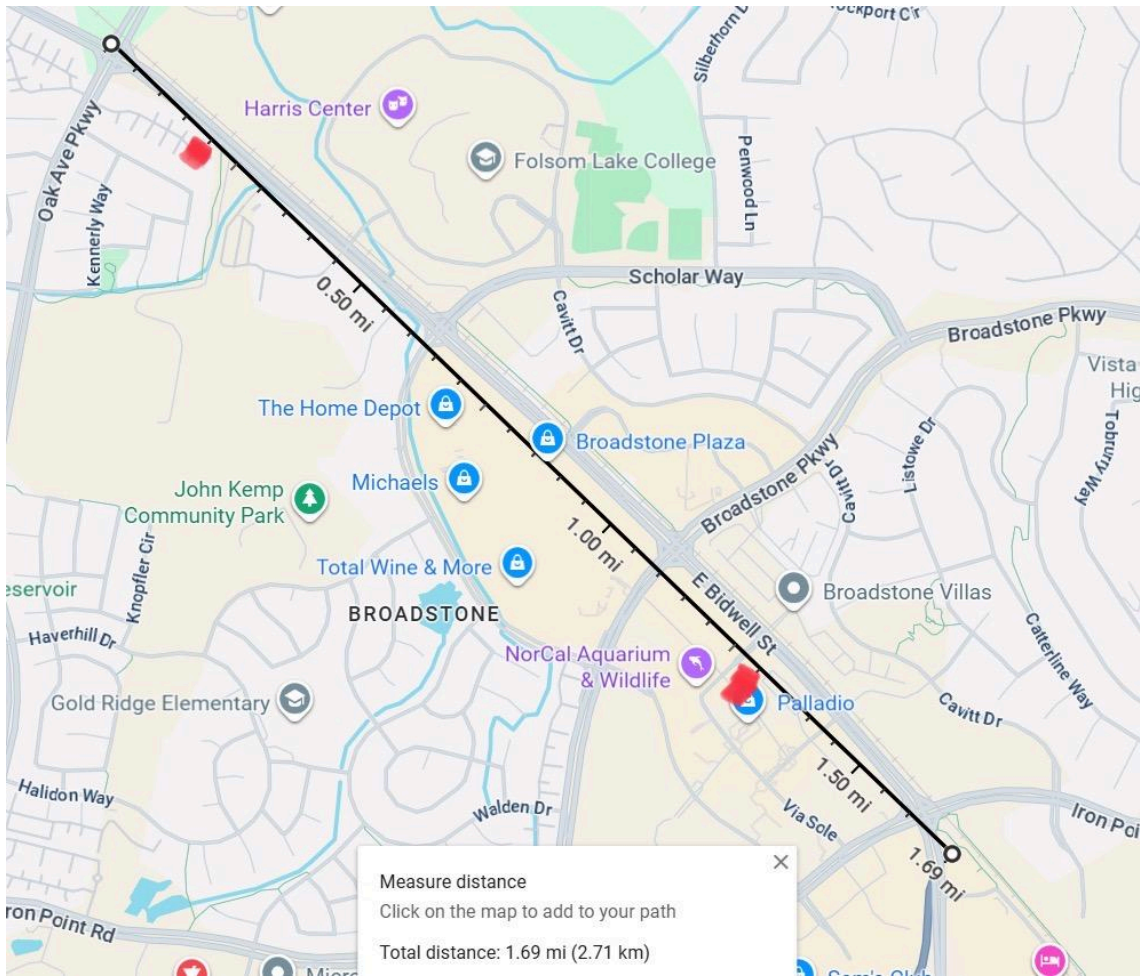 ckport Cir
Silberhorn D
Harris Center
Oak Ave Pkwy
Folsom Lake College
Penwood Ln
Kennerly Way
Scholar Way
0.50 mi
Cavitt Dr
Broadstone Pkwy
Vista
Hig
The Home Depot
Broadstone Plaza
Listowe Dr
Tobrurry Way
Michaels
Broadstone Pkwy
Cavitt Dr
John Kemp
Community Park
Knopfler Cir
1.00 mi
Total Wine & More
E Bidwell St
eservoir
Broadstone Villas
BROADSTONE
Haverhill Dr
Catterline Way
NorCal Aquarium
& Wildlife
Gold Ridge Elementary
Palladio
Cavitt Dr
1.50 mi
Halidon Way
Walden Dr
Via Sole
Iron Poi
1.69 mi
Measure distance
Click on the map to add to your path
ron Point Rd
Total distance: 1.69 mi (2.71 km)
Micro
Sam's Club